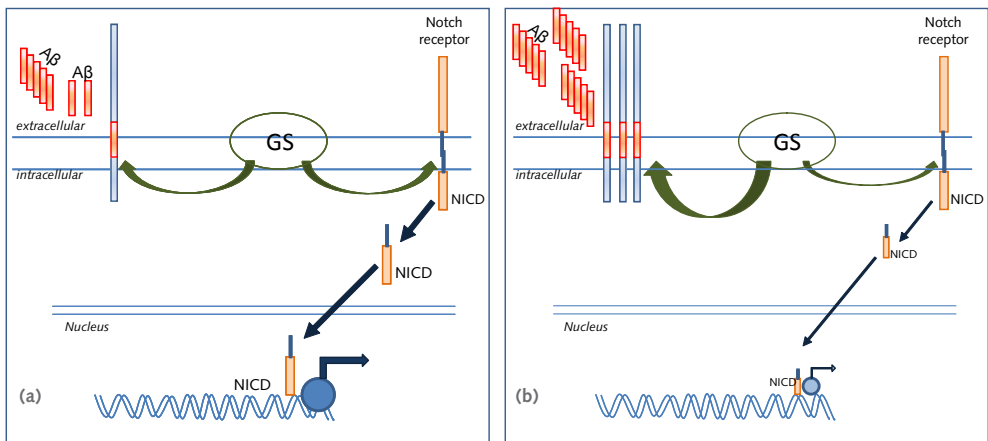 Notch
receptor
Aβ
Aβ
extracellular
GS
intracellular
NICD
NICD
Nucleus
NICD
(a)
Notch
receptor
Aβ
extracellular
GS
intracellular
NICD
NICD
Nucleus
NICD
(b)